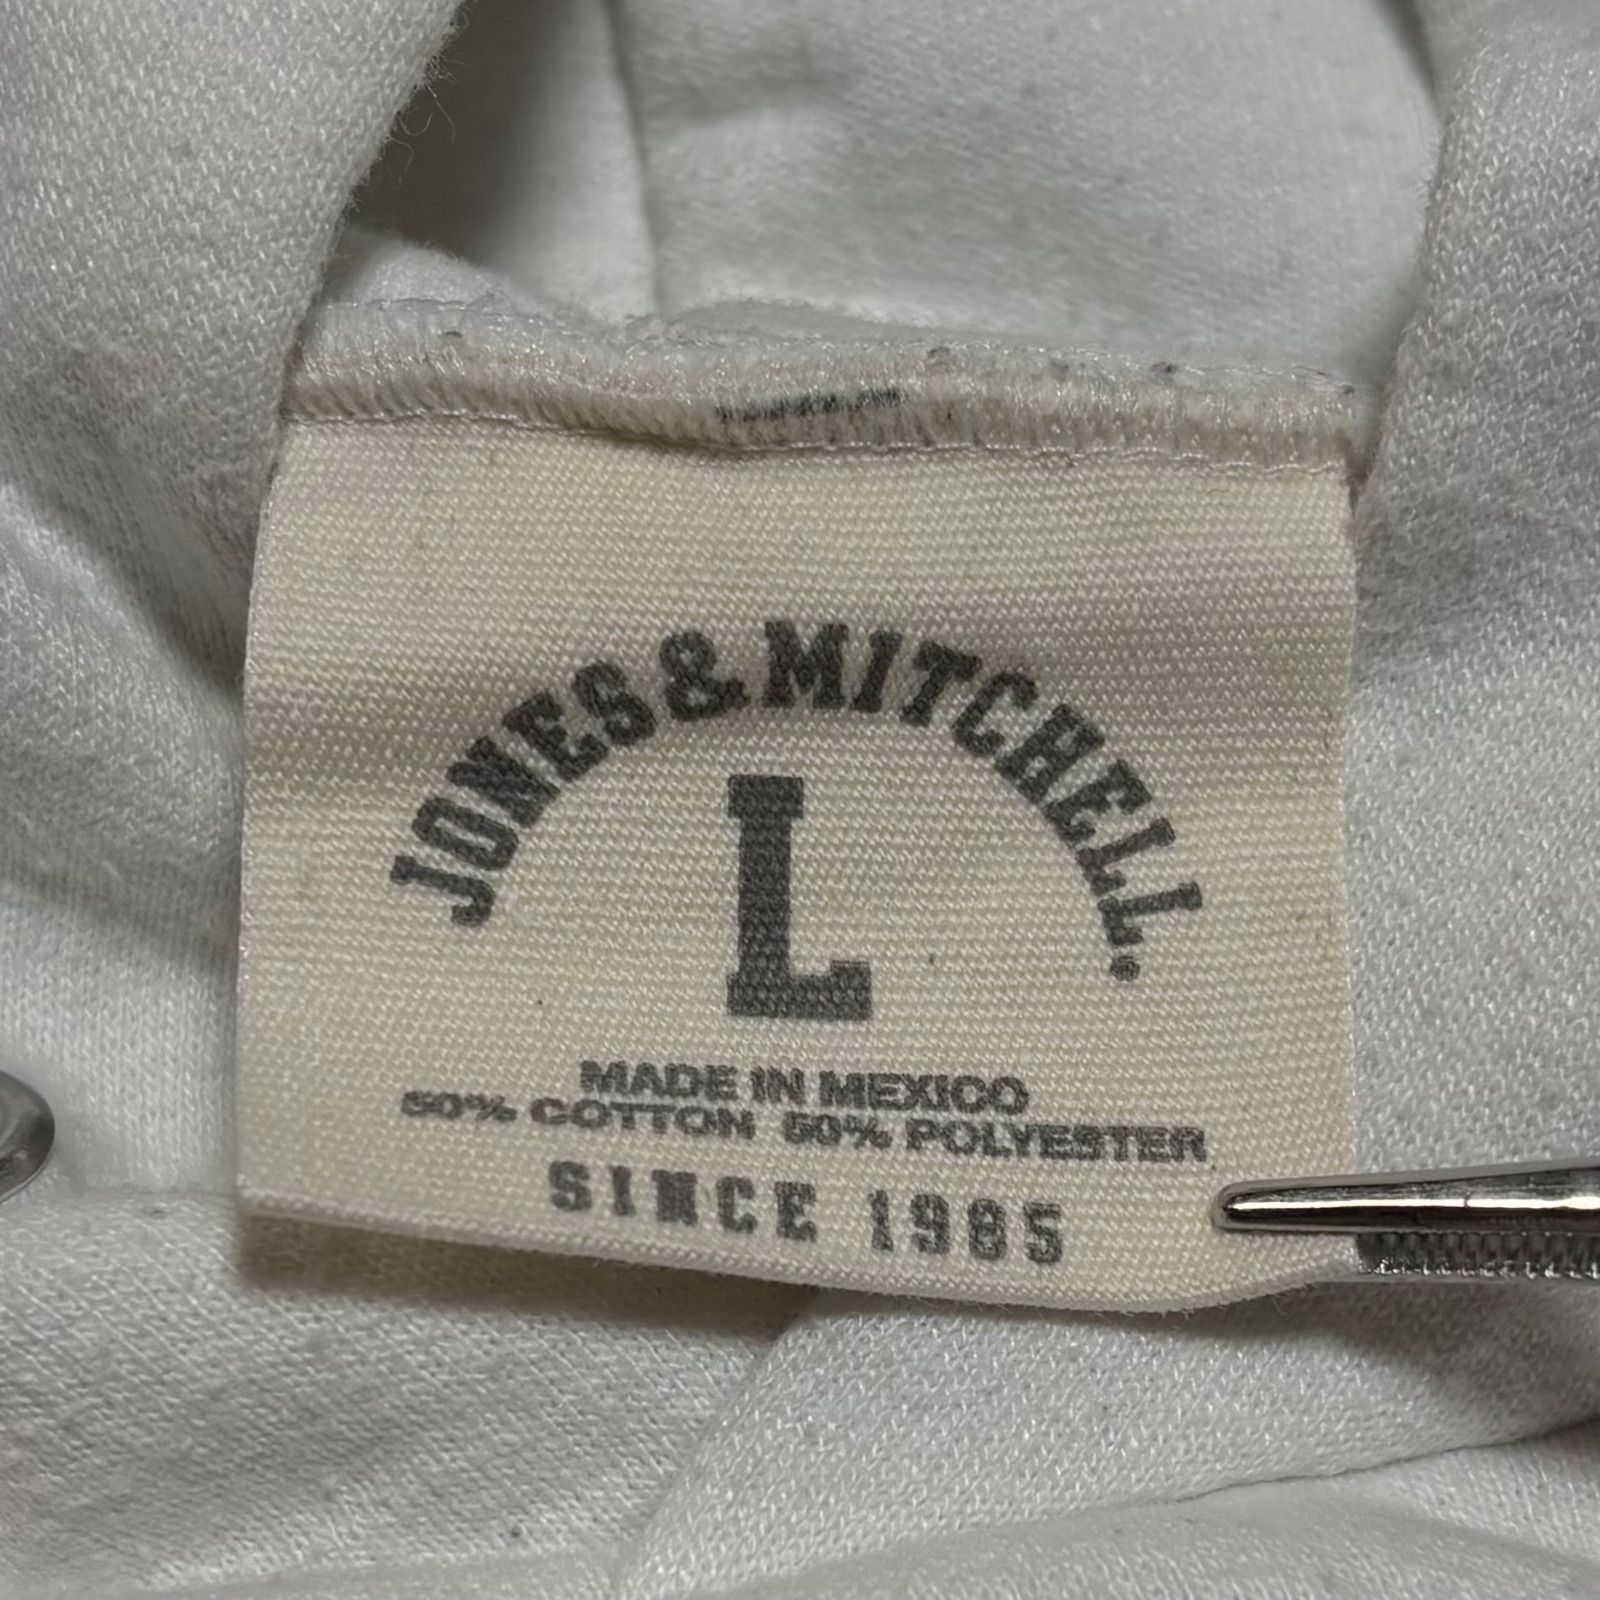 JONES & MITCHELL®
L
MADE IN MEXICO
50% COTTON 50% POLYESTER
SINCE 1985